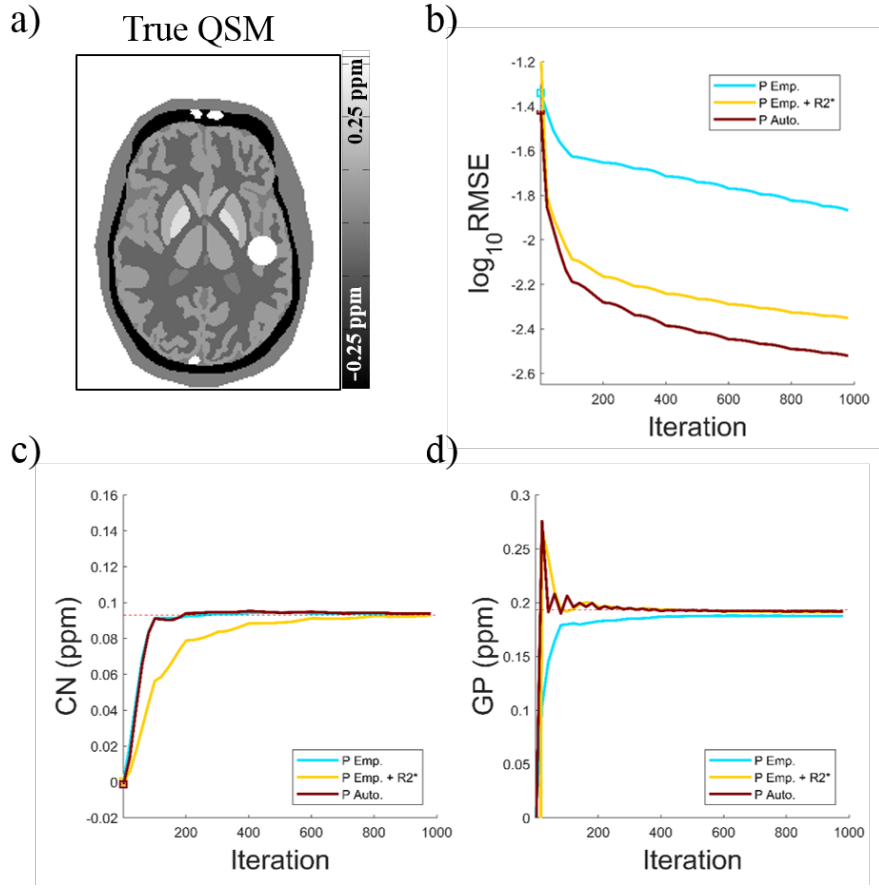 a)
True QSM
0.25 ppm
−0.25 ppm
b)
-1.2
-1.4
-1.6
-1.8
-2
-2.2
-2.4
-2.6
log10RMSE
200
400
600
800
1000
Iteration
P Emp.
P Emp. + R2*
P Auto.
c)
0.16
0.14
0.12
0.1
0.08
0.06
0.04
0.02
0
-0.02
CN (ppm)
200
400
600
800
1000
Iteration
P Emp.
P Emp. + R2*
P Auto.
d)
0.3
0.25
0.2
0.15
0.1
0.05
0
GP (ppm)
200
400
600
800
1000
Iteration
P Emp.
P Emp. + R2*
P Auto.